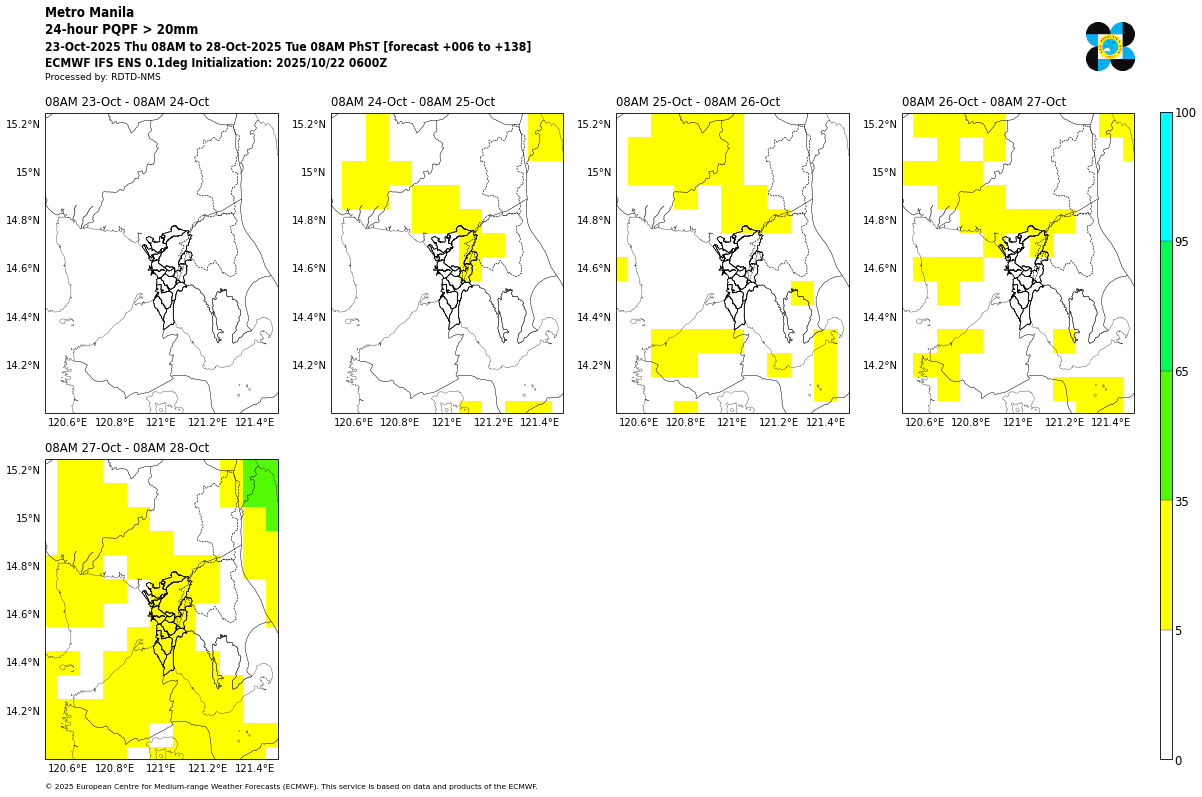 Metro Manila
24-hour PQPF > 20mm
23-Oct-2025 Thu 08AM to 28-Oct-2025 Tue 08AM PhST [forecast +006 to +138]
ECMWF IFS ENS 0.1deg Initialization: 2025/10/22 0600Z
Processed by: RDTD-NMS
08AM 23-Oct - 08AM 24-Oct
08AM 24-Oct - 08AM 25-Oct
08AM 25-Oct - 08AM 26-Oct
08AM 26-Oct - 08AM 27-Oct
15.2°N 15°N 14.8°N 14.6°N 14.4°N 14.2°N
120.6°E 120.8°E 121°E 121.2°E 121.4°E
15.2°N 15°N 14.8°N 14.6°N 14.4°N 14.2°N
120.6°E 120.8°E 121°E 121.2°E 121.4°E
15.2°N 15°N 14.8°N 14.6°N 14.4°N 14.2°N
120.6°E 120.8°E 121°E 121.2°E 121.4°E
15.2°N 15°N 14.8°N 14.6°N 14.4°N 14.2°N
120.6°E 120.8°E 121°E 121.2°E 121.4°E
100
95
65
35
5
0
08AM 27-Oct - 08AM 28-Oct
15.2°N 15°N 14.8°N 14.6°N 14.4°N 14.2°N
120.6°E 120.8°E 121°E 121.2°E 121.4°E
© 2025 European Centre for Medium-range Weather Forecasts (ECMWF). This service is based on data and products of the ECMWF.